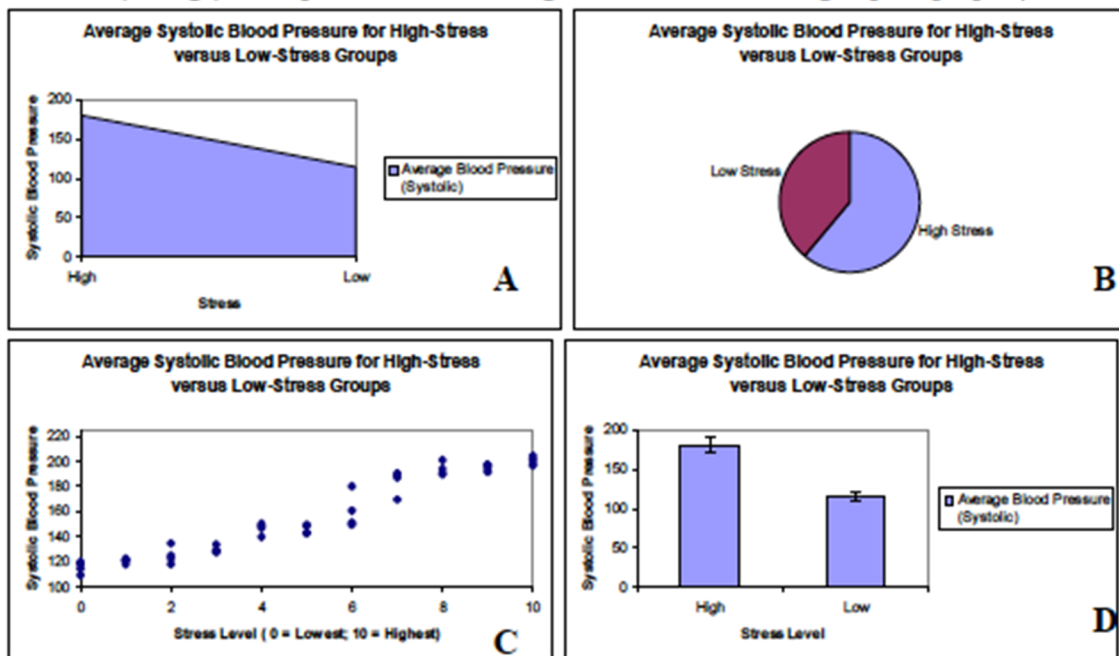 Average Systolic Blood Pressure for High-Stress
versus Low-Stress Groups
Systolic Blood Pressure
200
150
100
50
0
High
Low
Stress
Average Blood Pressure
(Systolic)
A
Average Systolic Blood Pressure for High-Stress
versus Low-Stress Groups
Low Stress
High Stress
B
Average Systolic Blood Pressure for High-Stress
versus Low-Stress Groups
Systolic Blood Pressure
220
200
180
160
140
120
100
0
2
4
6
8
10
Stress Level ( 0 = Lowest; 10 = Highest)
C
Average Systolic Blood Pressure for High-Stress
versus Low-Stress Groups
Systolic Blood Pressure
200
150
100
50
0
High
Low
Stress Level
Average Blood Pressure
(Systolic)
D